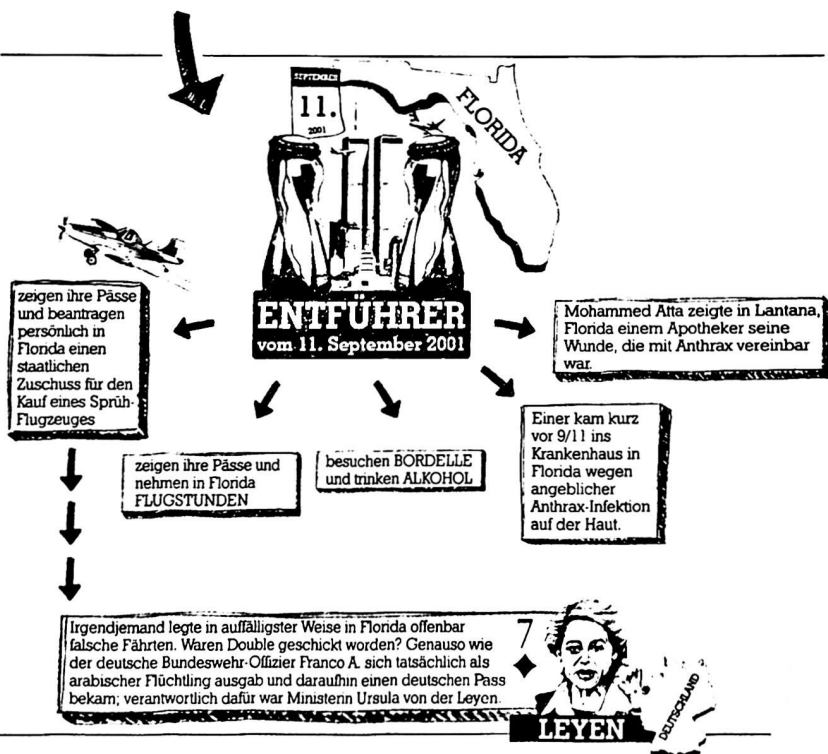 SEPTEMBER
11.
2001
FLORIDA
ENTFÜHRER
vom 11. September 2001
zeigen ihre Pässe
und beantragen
persönlich in
Florida einen
staatlichen
Zuschuss für den
Kauf eines Sprüh-
Flugzeuges
zeigen ihre Pässe und
nehmen in Florida
FLUGSTUNDEN
besuchen BORDELLE
und trinken ALKOHOL
Einer kam kurz
vor 9/11 ins
Krankenhaus in
Florida wegen
angeblicher
Anthrax-Infektion
auf der Haut.
Mohammed Atta zeigte in Lantana,
Florida einem Apotheker seine
Wunde, die mit Anthrax vereinbar
war.
Irgendjemand legte in auffälligster Weise in Florida offenbar
falsche Fährten. Waren Double geschickt worden? Genauso wie
der deutsche Bundeswehr-Offizier Franco A. sich tatsächlich als
arabischer Flüchtling ausgab und daraufhin einen deutschen Pass
bekam; verantwortlich dafür war Ministerin Ursula von der Leyen.
7
LEYEN
DEUTSCHLAND